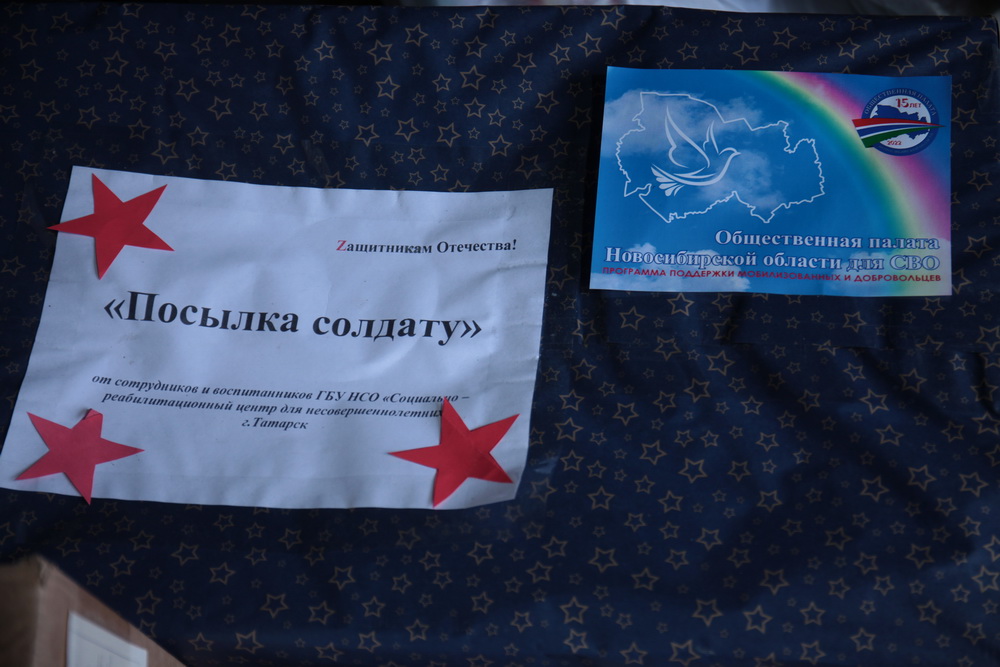 Zащитникам Отечества!
«Посылка солдату»
от сотрудников и воспитанников ГБУ НСО «Социально –
реабилитационный центр для несовершеннолетних
г.Татарск
15 ЛЕТ
2022
Общественная палата
Новосибирской области для СВО
ПРОГРАММА ПОДДЕРЖКИ МОБИЛИЗОВАННЫХ И ДОБРОВОЛЬЦЕВ